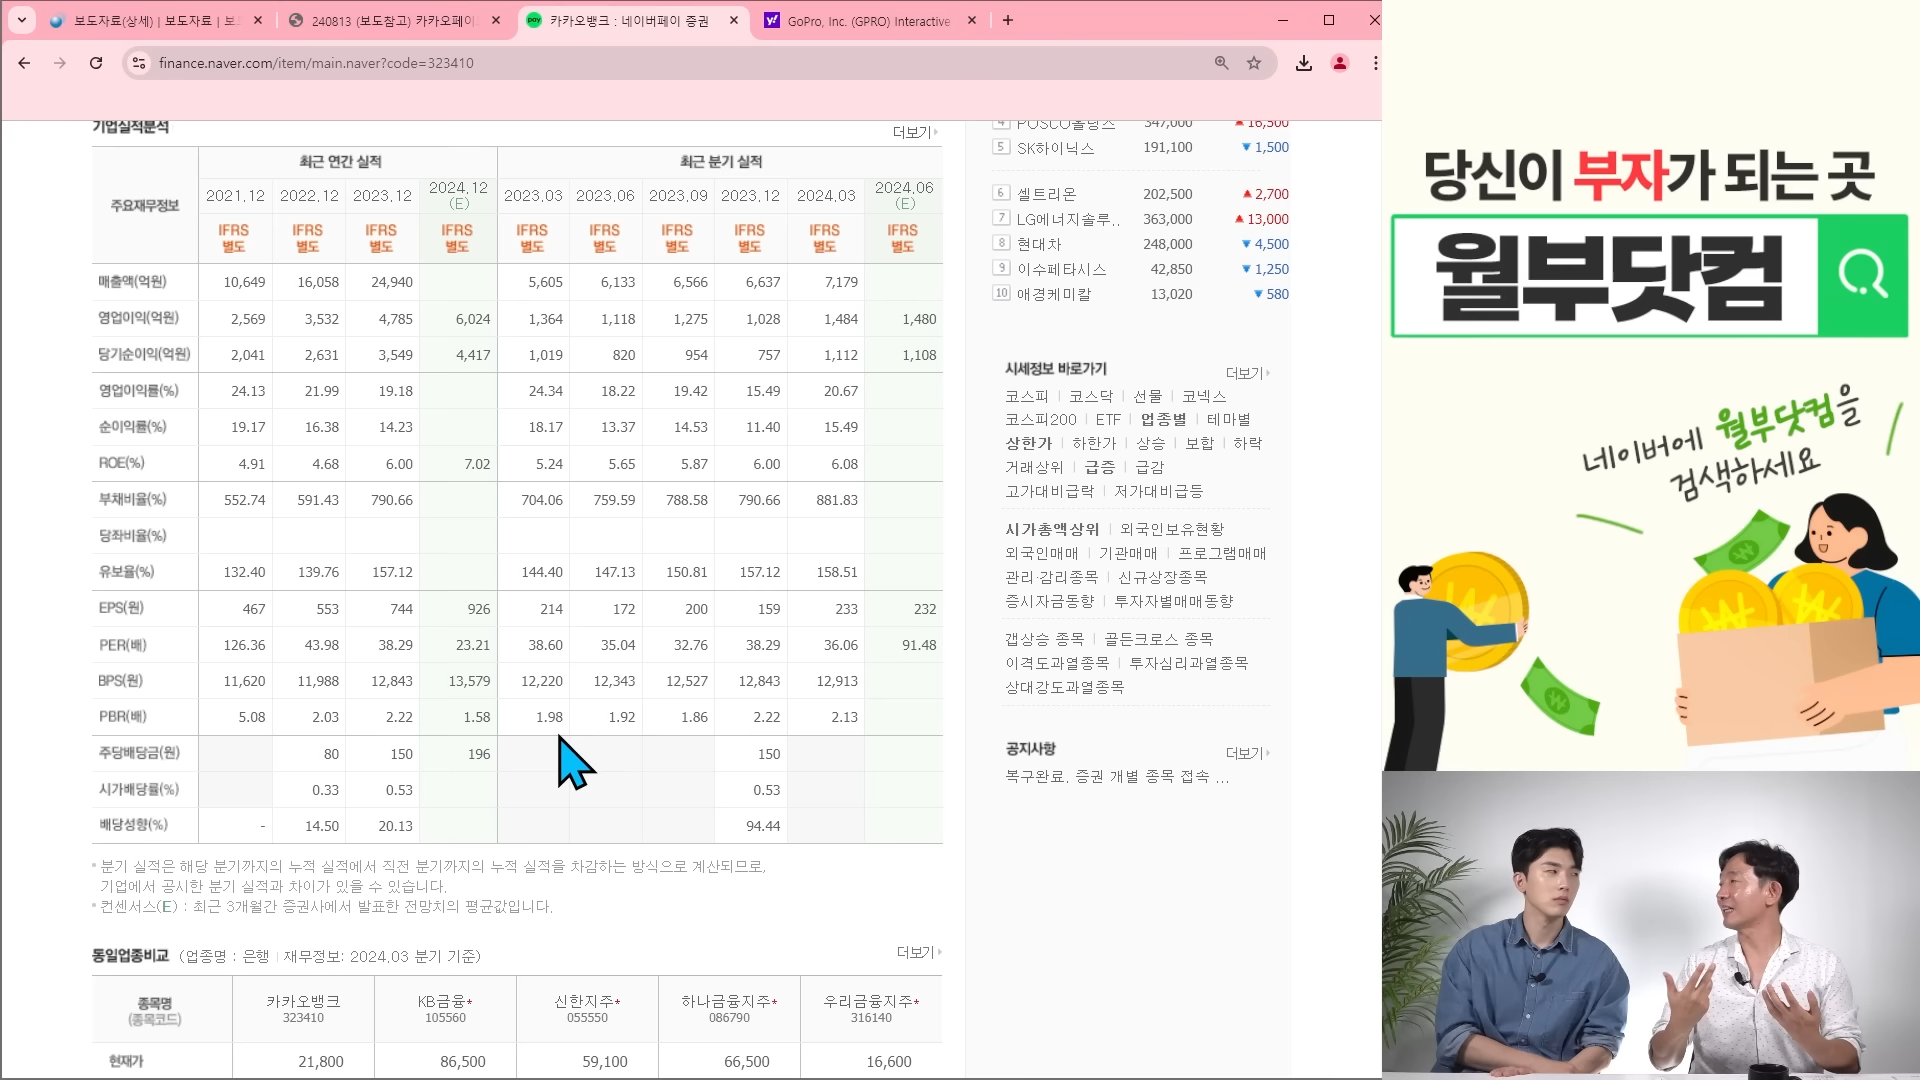 보도자료(상세) | 보도자료 | 보
240813 (보도참고) 카카오페이
카카오뱅크 : 네이버페이 증권
GoPro, Inc. (GPRO) Interactive
finance.naver.com/item/main.naver?code=323410
기업실적분석 더보기
주요재무정보 최근 연간 실적 최근 분기 실적
2021.12 2022.12 2023.12 2024.12 (E) 2023.03 2023.06 2023.09 2023.12 2024.03 2024.06 (E)
IFRS 별도 IFRS 별도 IFRS 별도 IFRS 별도 IFRS 별도 IFRS 별도 IFRS 별도 IFRS 별도 IFRS 별도 IFRS 별도
매출액(억원) 10,649 16,058 24,940 5,605 6,133 6,566 6,637 7,179
영업이익(억원) 2,569 3,532 4,785 6,024 1,364 1,118 1,275 1,028 1,484 1,480
당기순이익(억원) 2,041 2,631 3,549 4,417 1,019 820 954 757 1,112 1,108
영업이익률(%) 24.13 21.99 19.18 24.34 18.22 19.42 15.49 20.67
순이익률(%) 19.17 16.38 14.23 18.17 13.37 14.53 11.40 15.49
ROE(%) 4.91 4.68 6.00 7.02 5.24 5.65 5.87 6.00 6.08
부채비율(%) 552.74 591.43 790.66 704.06 759.59 788.58 790.66 881.83
당좌비율(%)
유보율(%) 132.40 139.76 157.12 144.40 147.13 150.81 157.12 158.51
EPS(원) 467 553 744 926 214 172 200 159 233 232
PER(배) 126.36 43.98 38.29 23.21 38.60 35.04 32.76 38.29 36.06 91.48
BPS(원) 11,620 11,988 12,843 13,579 12,220 12,343 12,527 12,843 12,913
PBR(배) 5.08 2.03 2.22 1.58 1.98 1.92 1.86 2.22 2.13
주당배당금(원) 80 150 196 150
시가배당률(%) 0.33 0.53 0.53
배당성향(%) - 14.50 20.13 94.44
* 분기 실적은 해당 분기까지의 누적 실적에서 직전 분기까지의 누적 실적을 차감하는 방식으로 계산되므로,
기업에서 공시한 분기 실적과 차이가 있을 수 있습니다.
* 컨센서스(E) : 최근 3개월간 증권사에서 발표한 전망치의 평균값입니다.
동일업종비교 (업종명 : 은행 | 재무정보: 2024.03 분기 기준) 더보기
종목명 (종목코드) 카카오뱅크 323410 KB금융* 105560 신한지주* 055550 하나금융지주* 086790 우리금융지주* 316140
현재가 21,800 86,500 59,100 66,500 16,600
4 POSCO홀딩스 347,000 ▲ 16,500
5 SK하이닉스 191,100 ▼ 1,500
6 셀트리온 202,500 ▲ 2,700
7 LG에너지솔루.. 363,000 ▲ 13,000
8 현대차 248,000 ▼ 4,500
9 이수페타시스 42,850 ▼ 1,250
10 애경케미칼 13,020 ▼ 580
시세정보 바로가기 더보기
코스피 | 코스닥 | 선물 | 코넥스
코스피200 | ETF | 업종별 | 테마별
상한가 | 하한가 | 상승 | 보합 | 하락
거래상위 | 급증 | 급감
고가대비급락 | 저가대비급등
시가총액상위 | 외국인보유현황
외국인매매 | 기관매매 | 프로그램매매
관리·감리종목 | 신규상장종목
증시자금동향 | 투자자별매매동향
갭상승 종목 | 골든크로스 종목
이격도과열종목 | 투자심리과열종목
상대강도과열종목
공지사항 더보기
복구완료. 증권 개별 종목 접속 ...
당신이 부자가 되는 곳
월부닷컴
네이버에 월부닷컴을
검색하세요